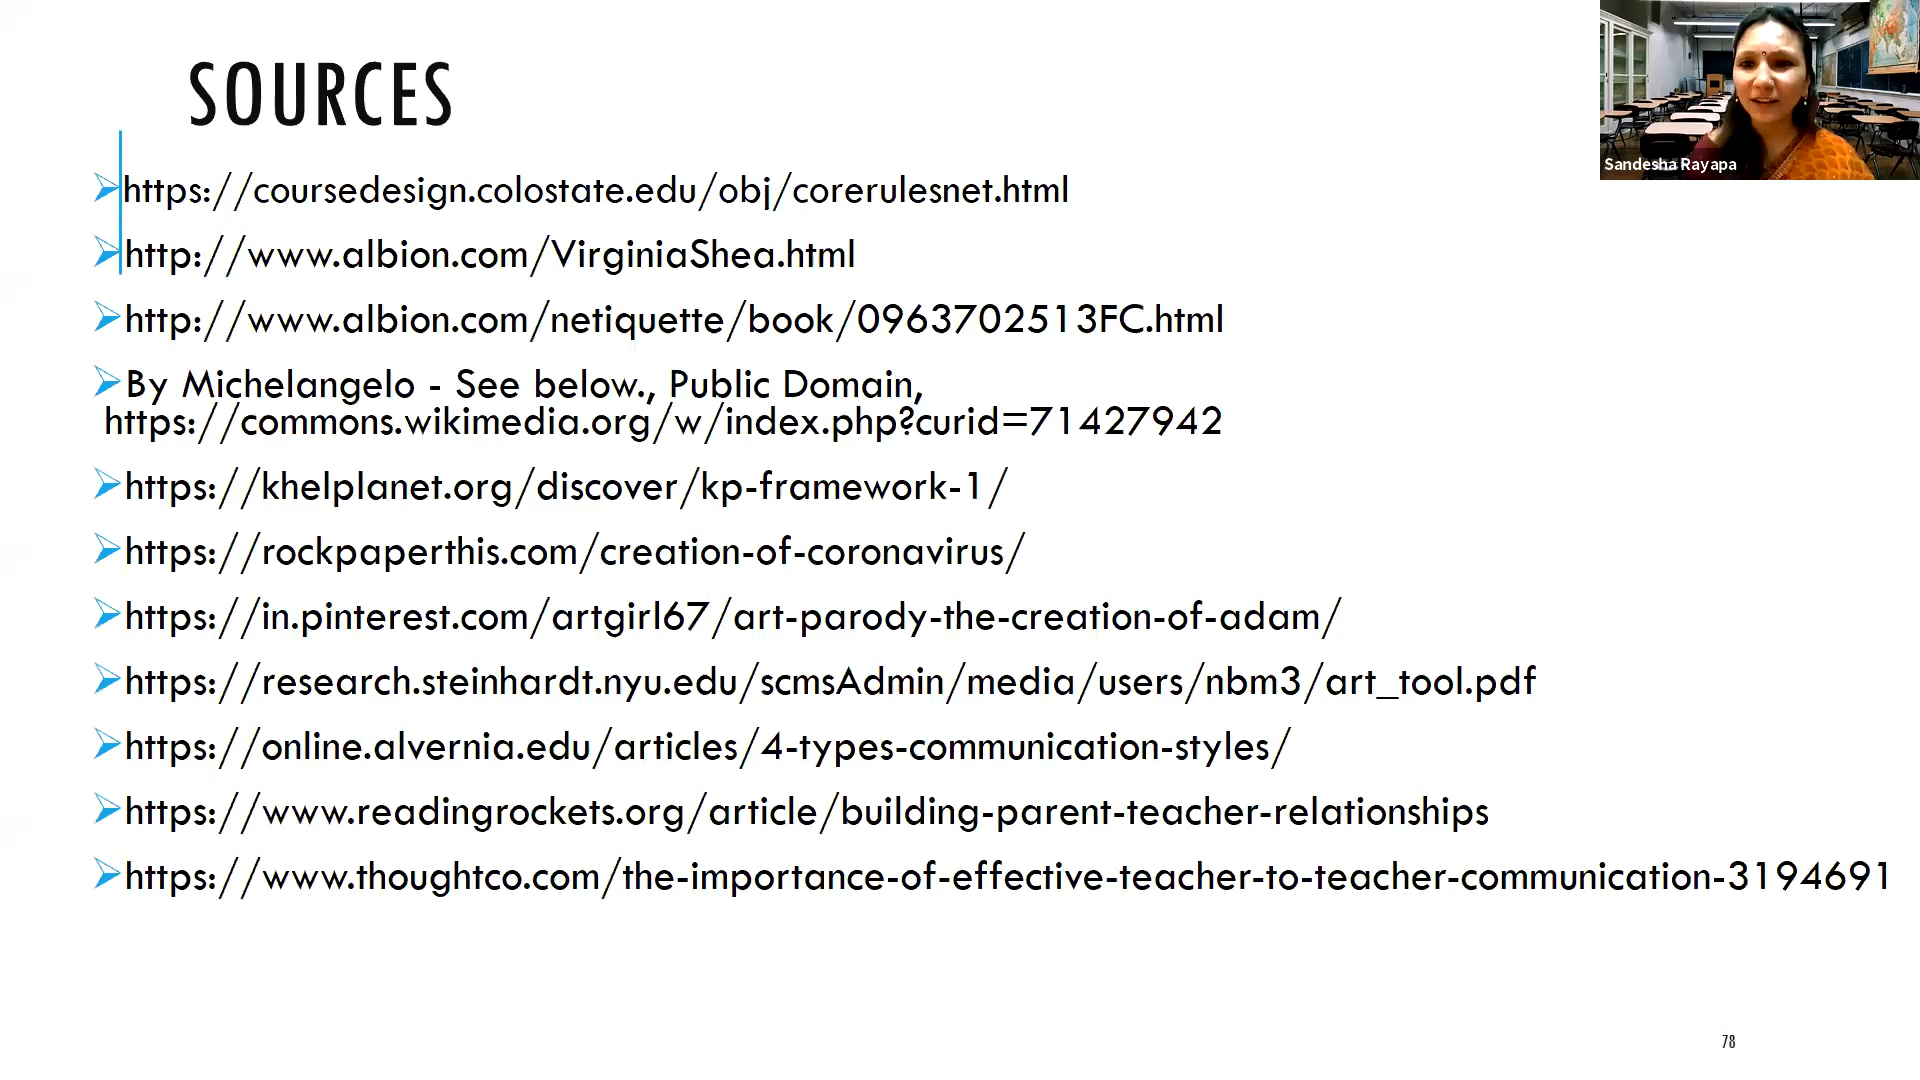 SOURCES
Sandesha Rayapa
https://coursedesign.colostate.edu/obj/corerulesnet.html
http://www.albion.com/VirginiaShea.html
http://www.albion.com/netiquette/book/0963702513FC.html
By Michelangelo - See below., Public Domain,
https://commons.wikimedia.org/w/index.php?curid=71427942
https://khelplanet.org/discover/kp-framework-1/
https://rockpaperthis.com/creation-of-coronavirus/
https://in.pinterest.com/artgirl67/art-parody-the-creation-of-adam/
https://research.steinhardt.nyu.edu/scmsAdmin/media/users/nbm3/art_tool.pdf
https://online.alvernia.edu/articles/4-types-communication-styles/
https://www.readingrockets.org/article/building-parent-teacher-relationships
https://www.thoughtco.com/the-importance-of-effective-teacher-to-teacher-communication-3194691
78